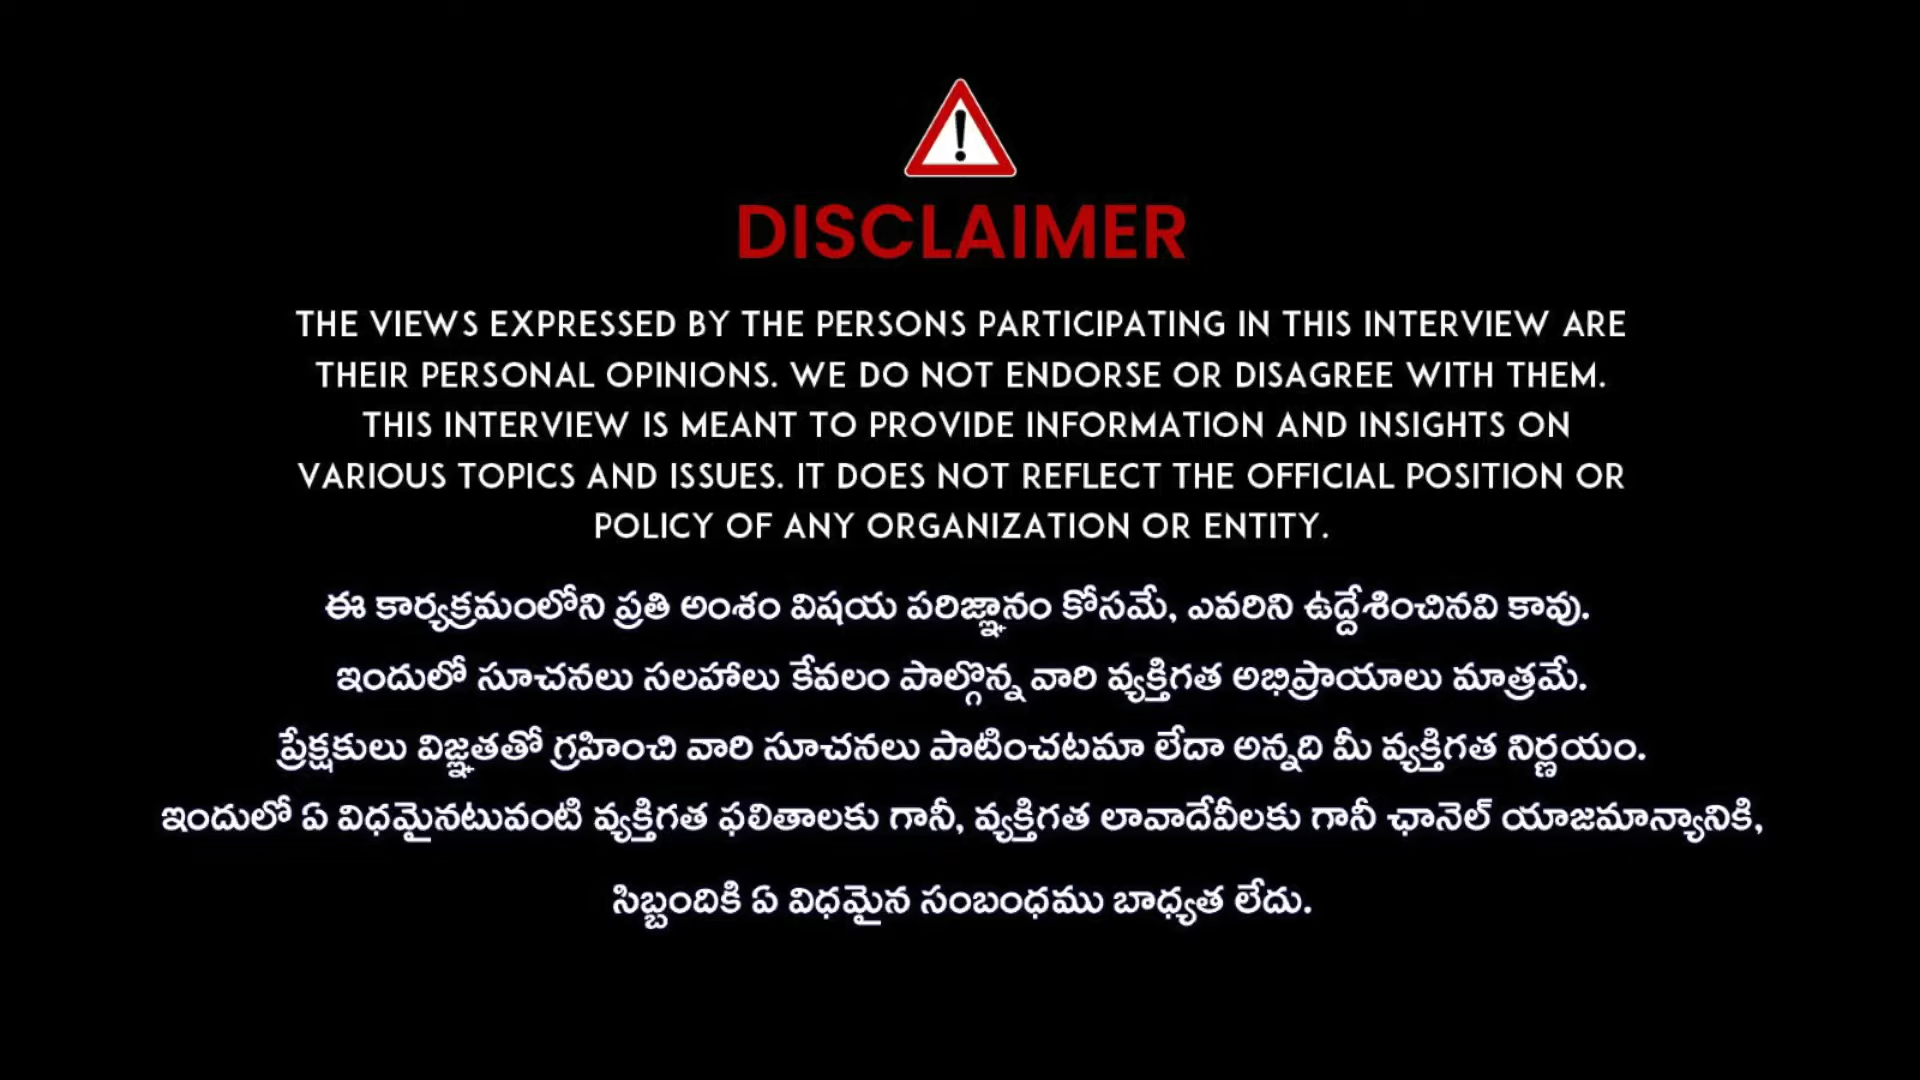 DISCLAIMER
THE VIEWS EXPRESSED BY THE PERSONS PARTICIPATING IN THIS INTERVIEW ARE
THEIR PERSONAL OPINIONS. WE DO NOT ENDORSE OR DISAGREE WITH THEM.
THIS INTERVIEW IS MEANT TO PROVIDE INFORMATION AND INSIGHTS ON
VARIOUS TOPICS AND ISSUES. IT DOES NOT REFLECT THE OFFICIAL POSITION OR
POLICY OF ANY ORGANIZATION OR ENTITY.
ఈ కార్యక్రమంలోని ప్రతి అంశం విషయ పరిజ్ఞానం కోసమే, ఎవరిని ఉద్దేశించినవి కావు.
ఇందులో సూచనలు సలహాలు కేవలం పాల్గొన్న వారి వ్యక్తిగత అభిప్రాయాలు మాత్రమే.
ప్రేక్షకులు విజ్ఞతతో గ్రహించి వారి సూచనలు పాటించటమా లేదా అన్నది మీ వ్యక్తిగత నిర్ణయం.
ఇందులో ఏ విధమైనటువంటి వ్యక్తిగత ఫలితాలకు గానీ, వ్యక్తిగత లావాదేవీలకు గానీ ఛానెల్ యాజమాన్యానికి,
సిబ్బందికి ఏ విధమైన సంబంధము బాధ్యత లేదు.